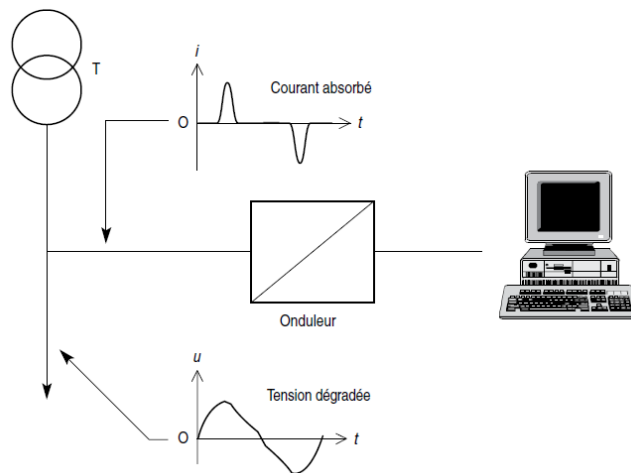 T
i
Courant absorbé
O
t
Onduleur
u
Tension dégradée
O
t